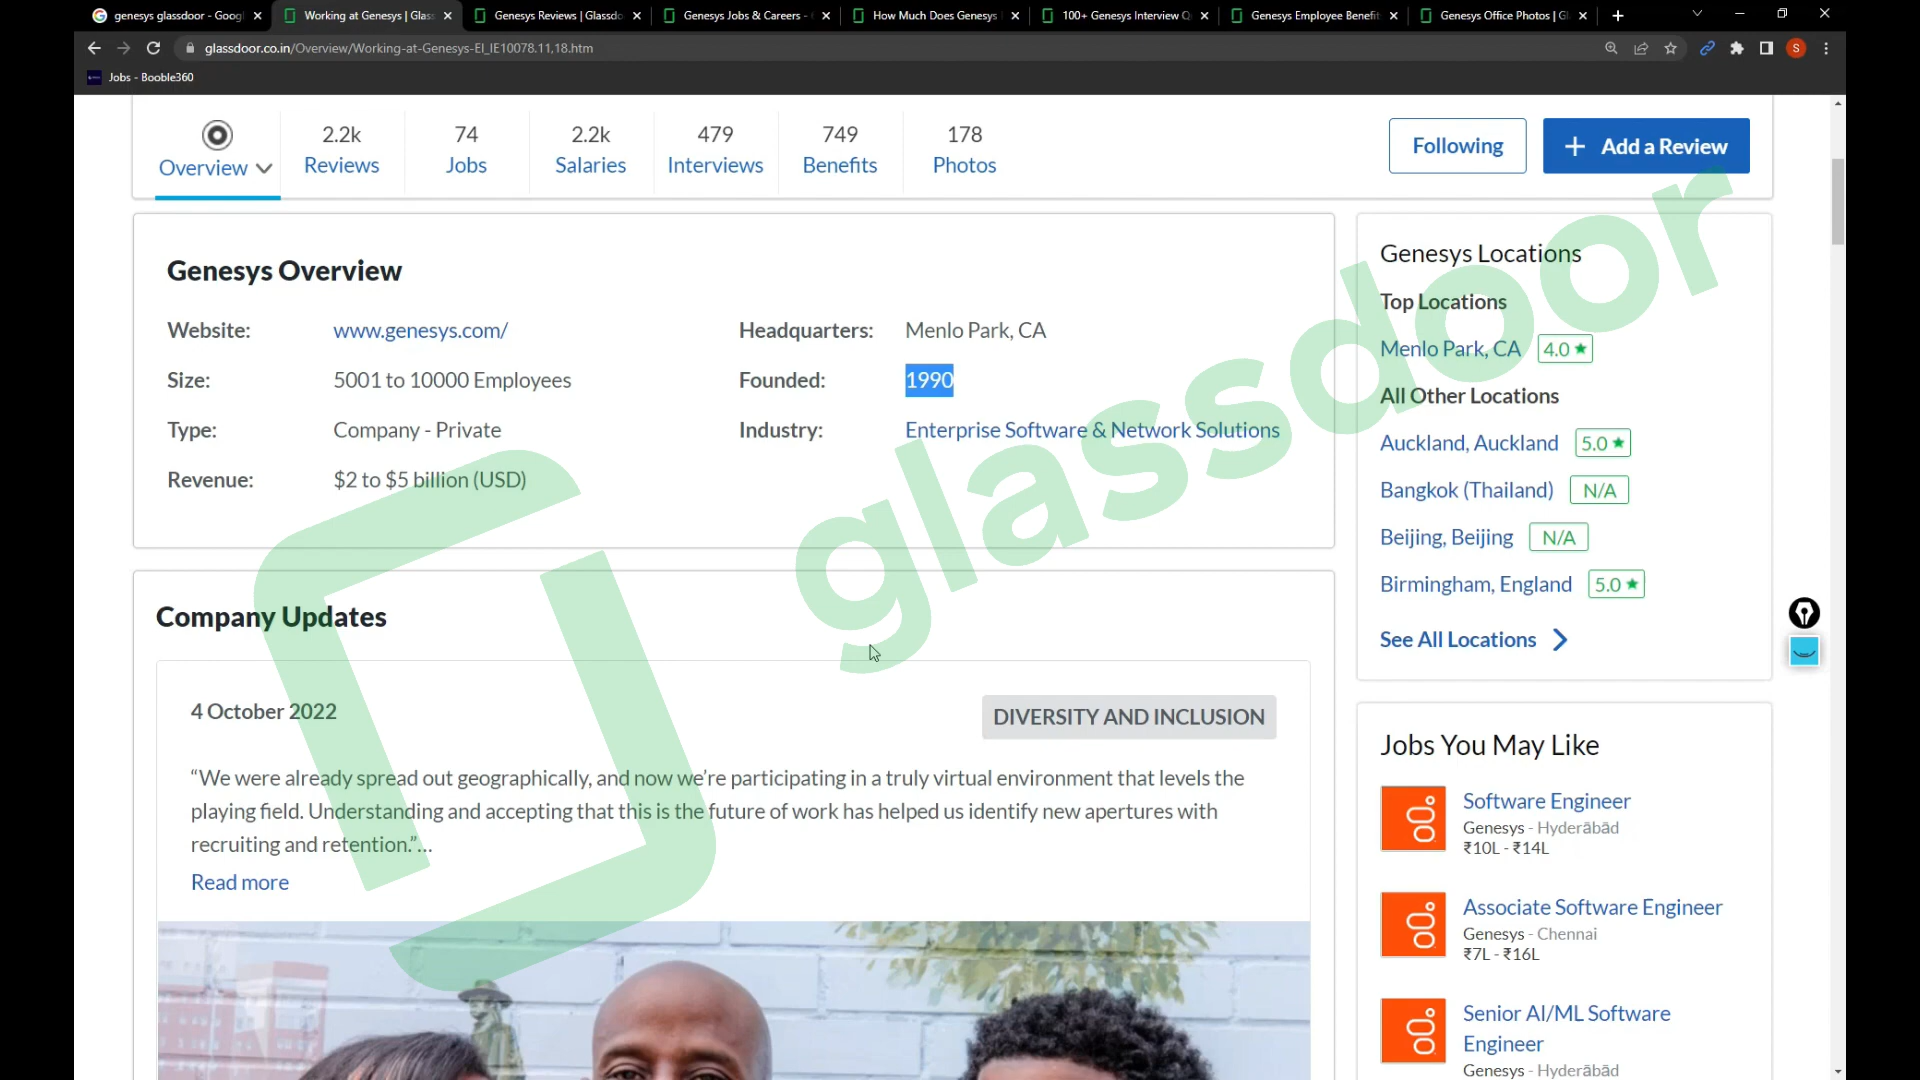 genesys glassdoor - Goog
Working at Genesys | Glass
Genesys Reviews | Glassdo
Genesys Jobs & Careers -
How Much Does Genesys
100+ Genesys Interview Q
Genesys Employee Benefit
Genesys Office Photos | G
glassdoor.co.in/Overview/Working-at-Genesys-EI_IE10078.11,18.htm
S
Jobs - Booble360
Overview
2.2k
Reviews
74
Jobs
2.2k
Salaries
479
Interviews
749
Benefits
178
Photos
Following
+ Add a Review
Genesys Overview
Website: www.genesys.com/
Headquarters: Menlo Park, CA
Size: 5001 to 10000 Employees
Founded: 1990
Type: Company - Private
Industry: Enterprise Software & Network Solutions
Revenue: $2 to $5 billion (USD)
glassdoor
Genesys Locations
Top Locations
Menlo Park, CA 4.0 ★
All Other Locations
Auckland, Auckland 5.0 ★
Bangkok (Thailand) N/A
Beijing, Beijing N/A
Birmingham, England 5.0 ★
See All Locations
Company Updates
4 October 2022
DIVERSITY AND INCLUSION
“We were already spread out geographically, and now we’re participating in a truly virtual environment that levels the
playing field. Understanding and accepting that this is the future of work has helped us identify new apertures with
recruiting and retention.”...
Read more
Jobs You May Like
Software Engineer
Genesys - Hyderābād
₹10L - ₹14L
Associate Software Engineer
Genesys - Chennai
₹7L - ₹16L
Senior AI/ML Software
Engineer
Genesys - Hyderābād